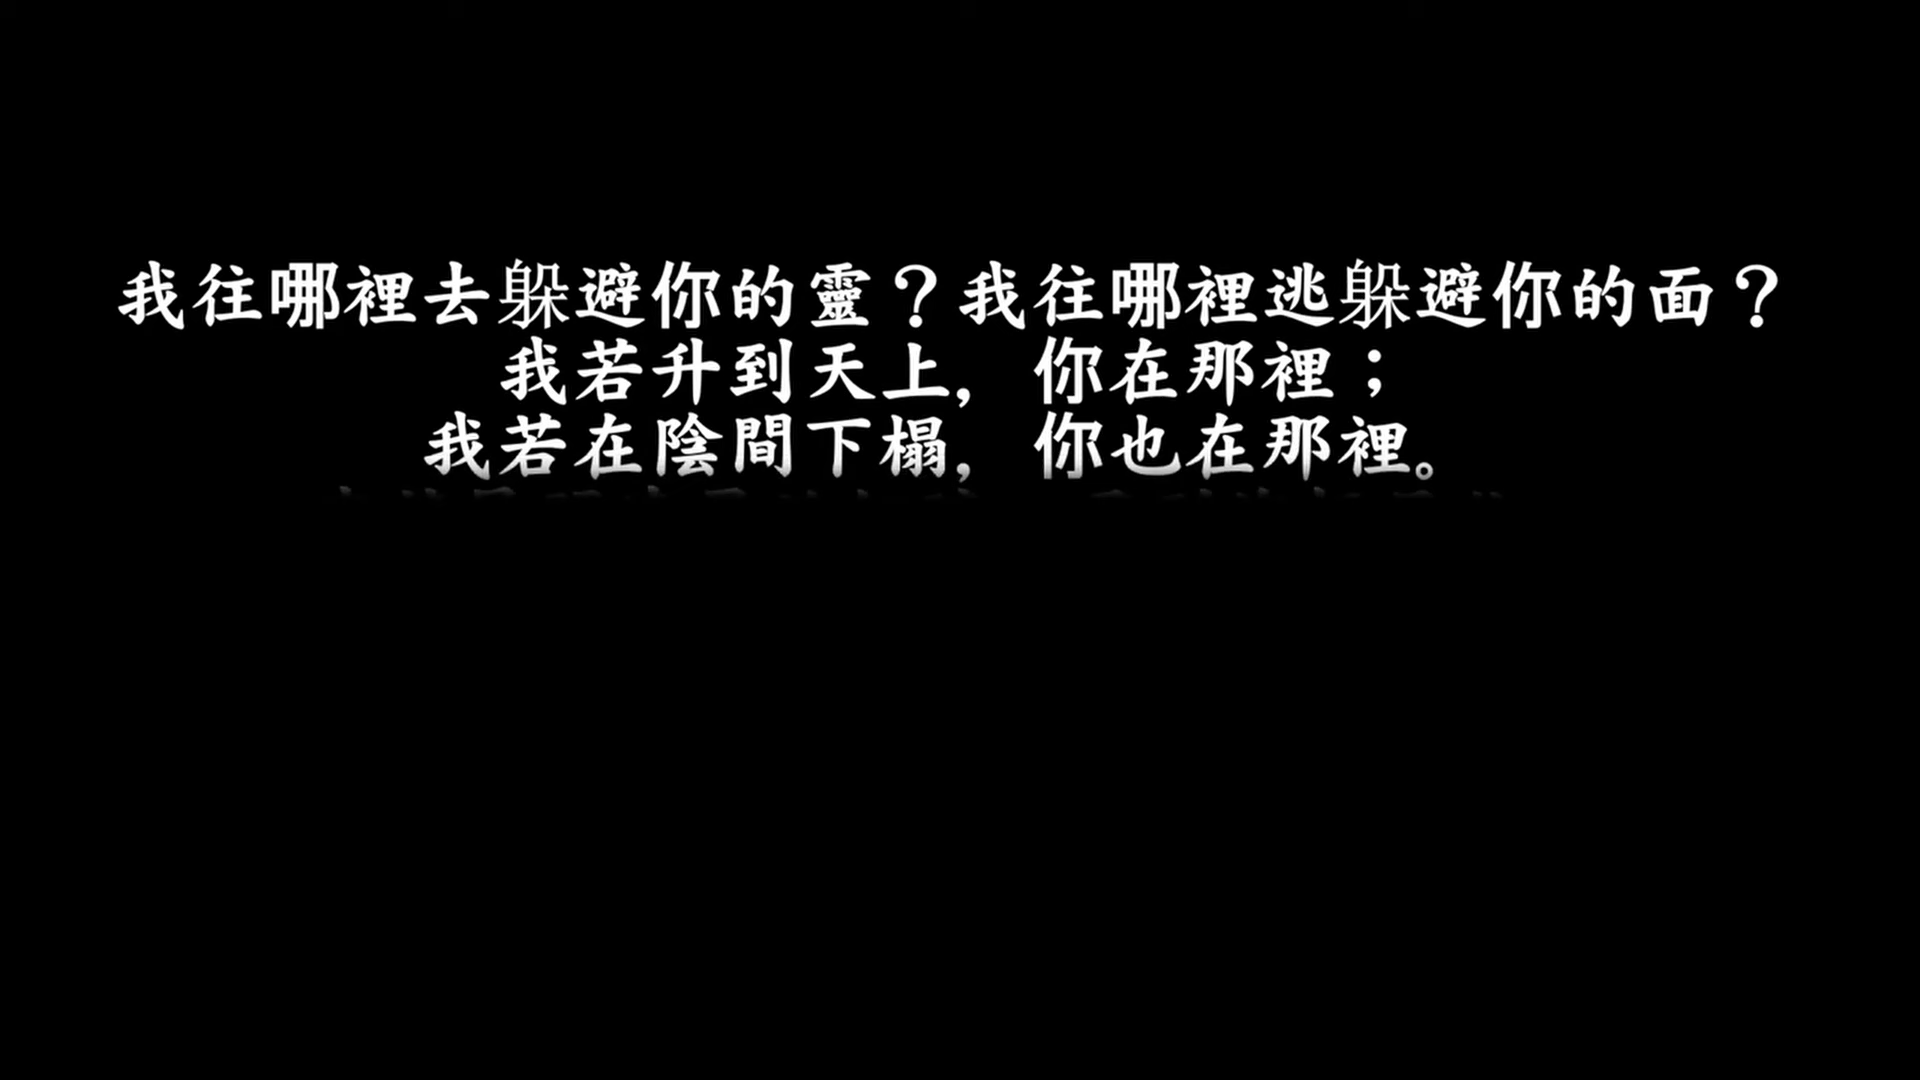 我往哪裡去躲避你的靈？我往哪裡逃躲避你的面？
我若升到天上，你在那裡；
我若在陰間下榻，你也在那裡。